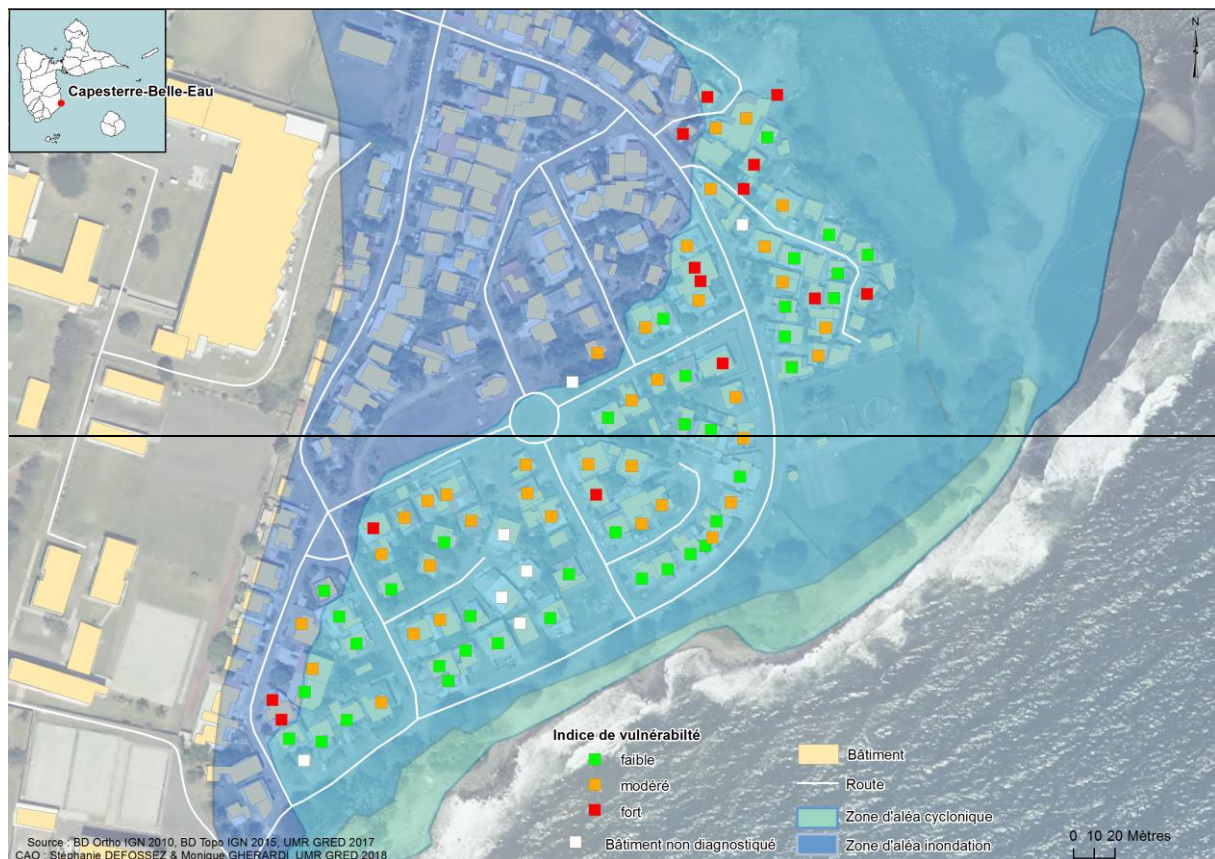 N
Capesterre-Belle-Eau
Indice de vulnérabilté
faible
modéré
fort
Bâtiment non diagnostiqué
Bâtiment
Route
Zone d'aléa cyclonique
Zone d'aléa inondation
0 10 20 Mètres
Source : BD Ortho IGN 2010, BD Topo IGN 2015, UMR GRED 2017
CAO : Stéphanie DEFOSSEZ & Monique GHERARDI UMR GRED 2018